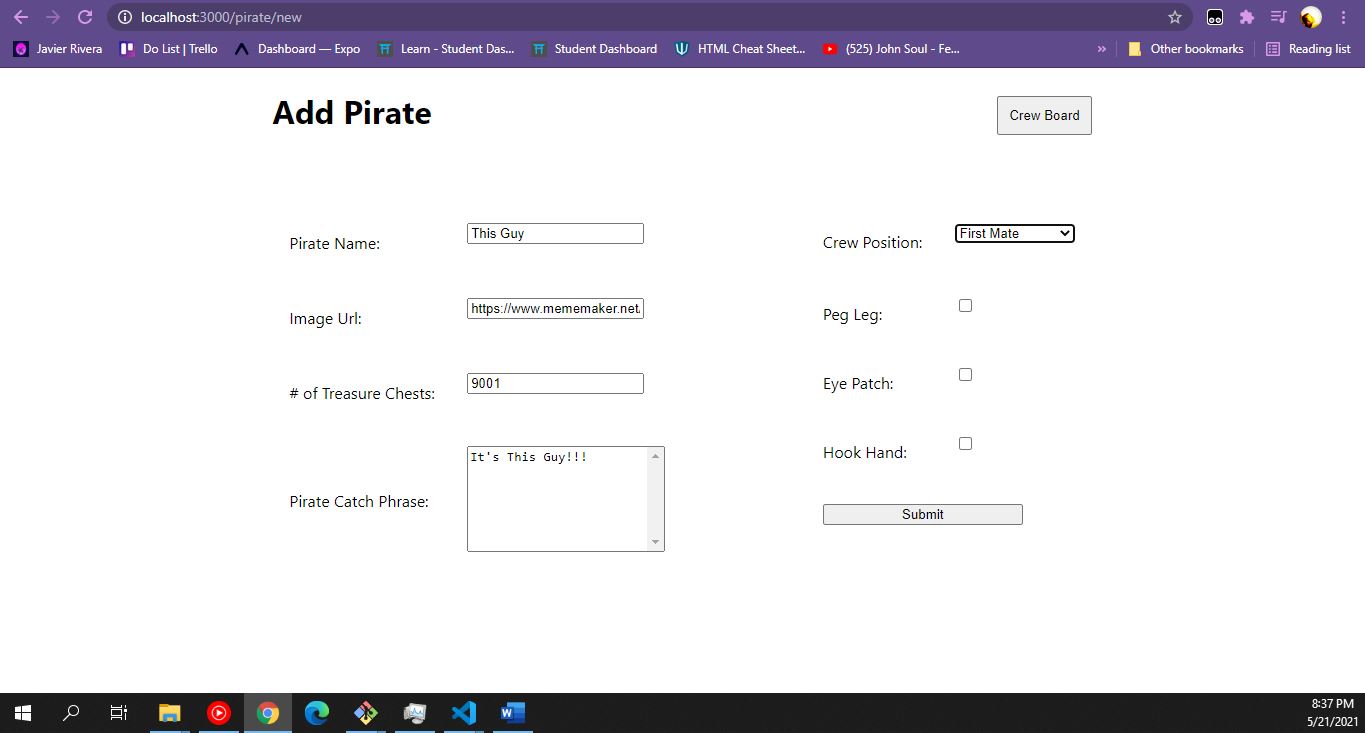 localhost:3000/pirate/new
Javier Rivera
Do List | Trello
Dashboard — Expo
Learn - Student Das...
Student Dashboard
HTML Cheat Sheet...
(525) John Soul - Fe...
»
Other bookmarks
Reading list
Add Pirate
Crew Board
Pirate Name:
This Guy
Crew Position:
First Mate
Image Url:
https://www.mememaker.net
Peg Leg:
# of Treasure Chests:
9001
Eye Patch:
Pirate Catch Phrase:
It's This Guy!!!
Hook Hand:
Submit
8:37 PM
5/21/2021